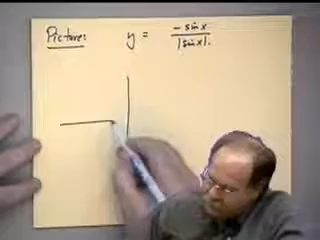 Picture: y = -sin x / |sin x|.